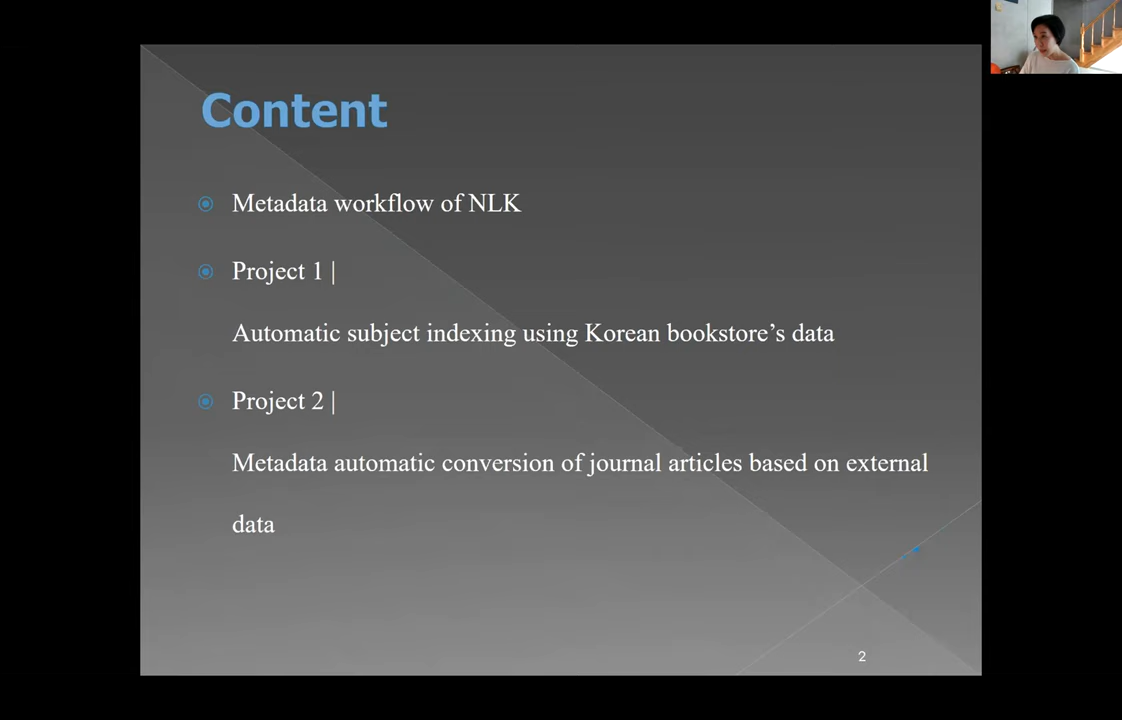 Content
Metadata workflow of NLK
Project 1 |
Automatic subject indexing using Korean bookstore’s data
Project 2 |
Metadata automatic conversion of journal articles based on external
data
2